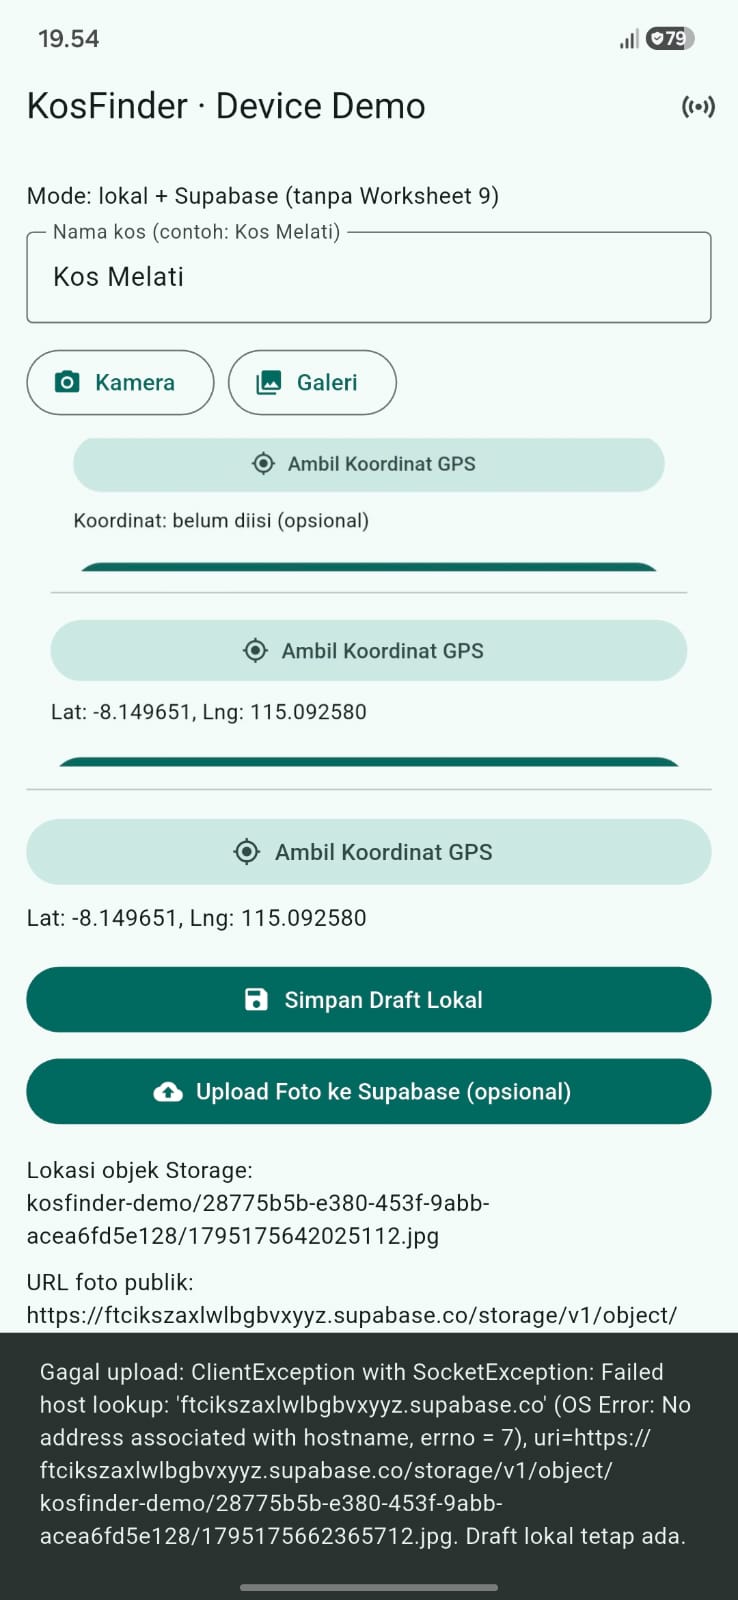 19.54
79
KosFinder · Device Demo
Mode: lokal + Supabase (tanpa Worksheet 9)
Nama kos (contoh: Kos Melati)
Kos Melati
Kamera
Galeri
Ambil Koordinat GPS
Koordinat: belum diisi (opsional)
Ambil Koordinat GPS
Lat: -8.149651, Lng: 115.092580
Ambil Koordinat GPS
Lat: -8.149651, Lng: 115.092580
Simpan Draft Lokal
Upload Foto ke Supabase (opsional)
Lokasi objek Storage:
kosfinder-demo/28775b5b-e380-453f-9abb-
acea6fd5e128/1795175642025112.jpg
URL foto publik:
https://ftcikszaxlwlbgbvxyyz.supabase.co/storage/v1/object/
Gagal upload: ClientException with SocketException: Failed
host lookup: 'ftcikszaxlwlbgbvxyyz.supabase.co' (OS Error: No
address associated with hostname, errno = 7), uri=https://
ftcikszaxlwlbgbvxyyz.supabase.co/storage/v1/object/
kosfinder-demo/28775b5b-e380-453f-9abb-
acea6fd5e128/1795175662365712.jpg. Draft lokal tetap ada.